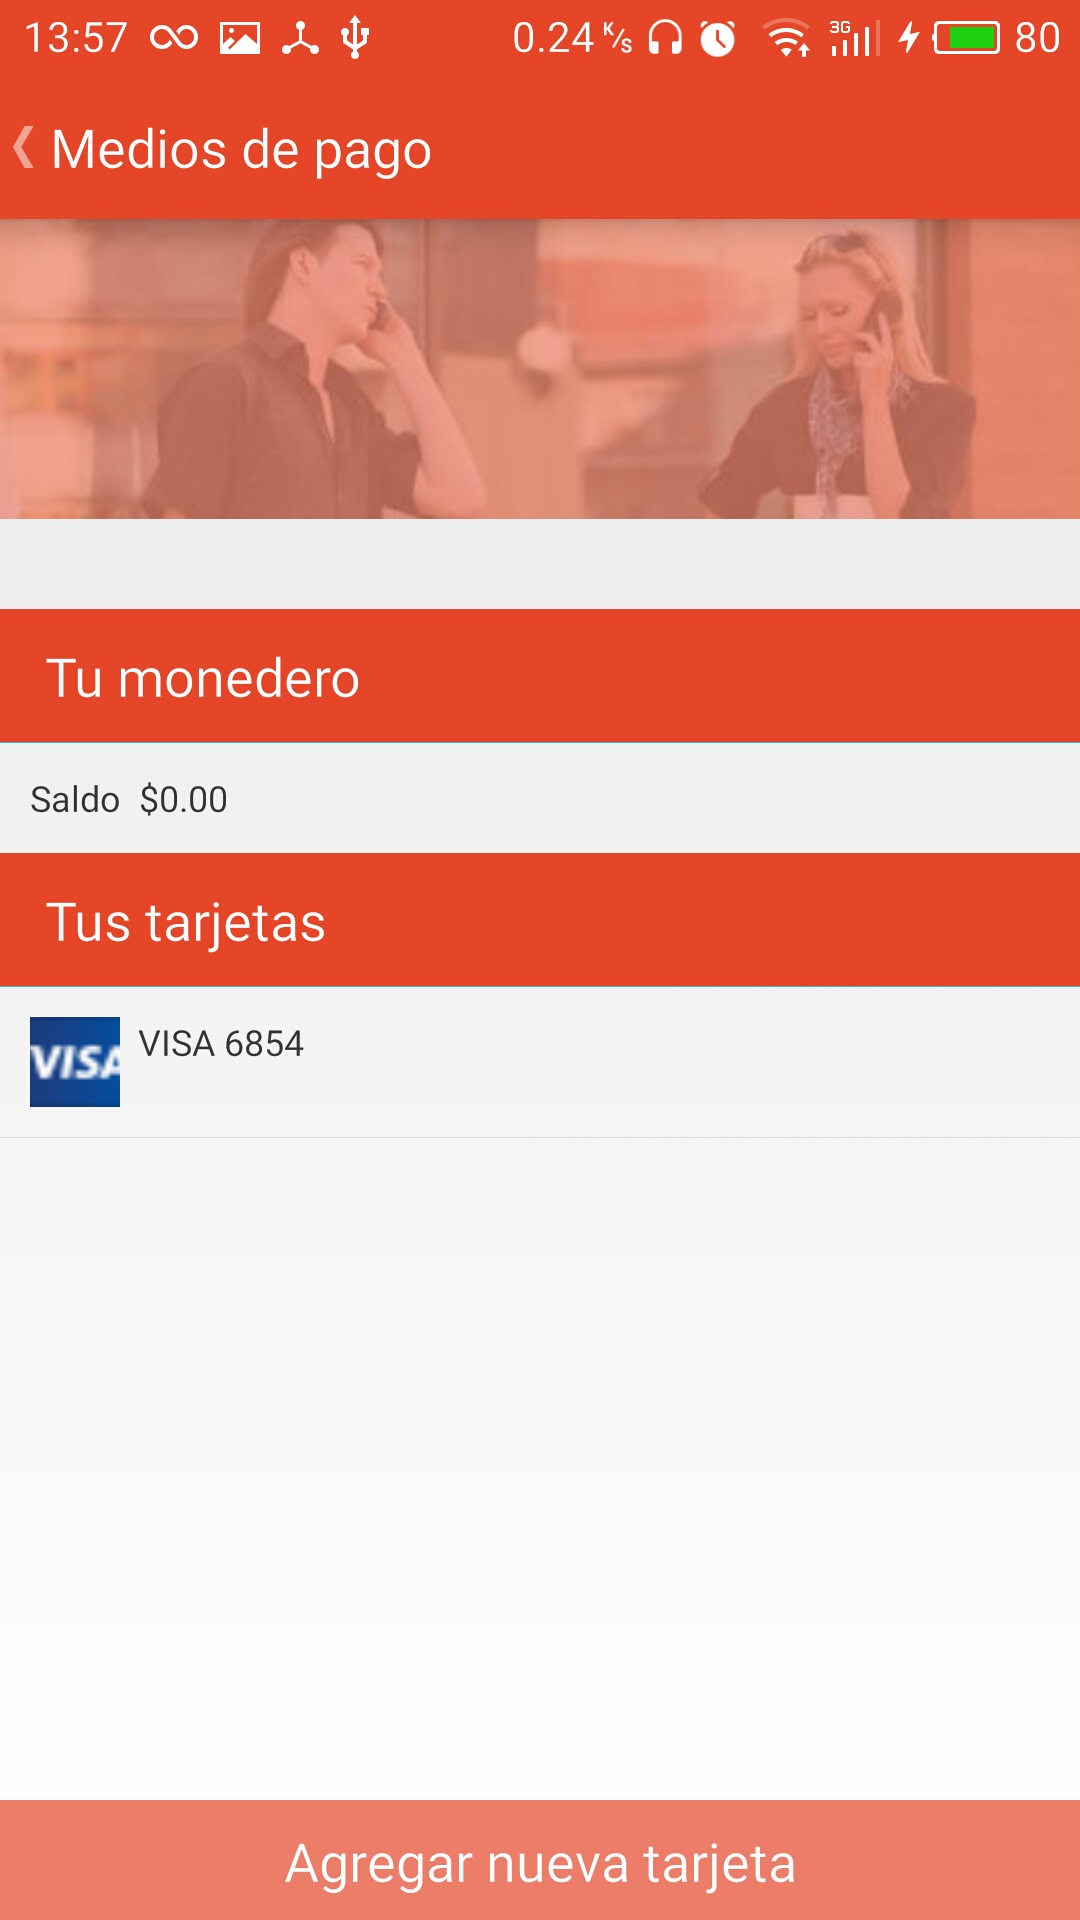 13:57 0.24 K/s 3G 80
Medios de pago
Tu monedero
Saldo $0.00
Tus tarjetas
VISA VISA 6854
Agregar nueva tarjeta